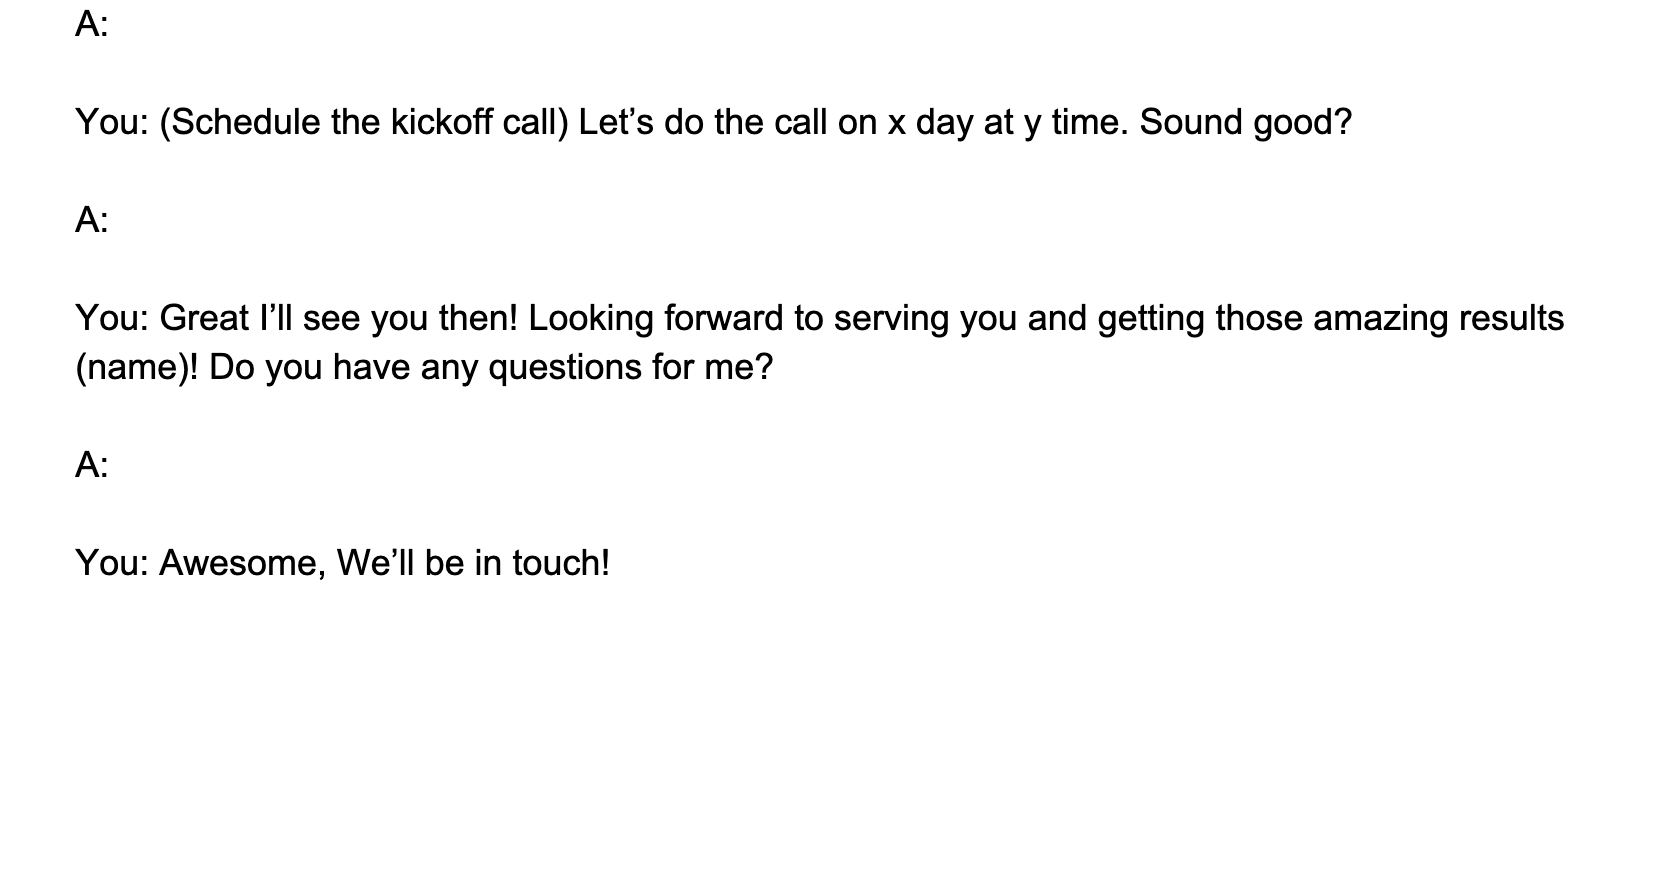 A:
You: (Schedule the kickoff call) Let’s do the call on x day at y time. Sound good?
A:
You: Great I’ll see you then! Looking forward to serving you and getting those amazing results
(name)! Do you have any questions for me?
A:
You: Awesome, We’ll be in touch!